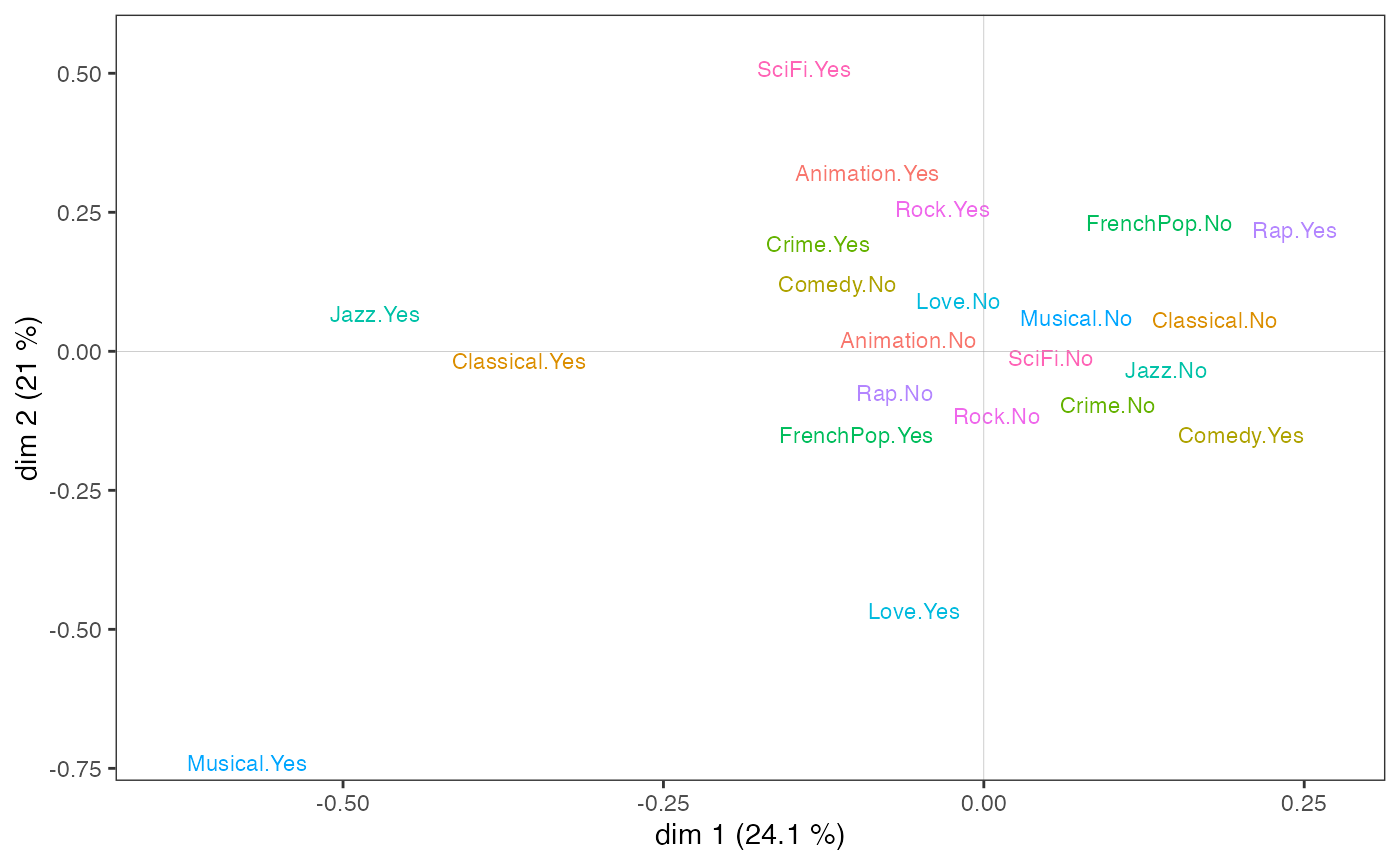 0.50
0.25
0.00
-0.25
-0.50
-0.75
dim 2 (21 %)
SciFi.Yes
Animation.Yes
Rock.Yes
FrenchPop.No
Rap.Yes
Crime.Yes
Comedy.No
Love.No
Jazz.Yes
Musical.No
Classical.No
Animation.No
Classical.Yes
SciFi.No
Jazz.No
Rap.No
Crime.No
Rock.No
FrenchPop.Yes
Comedy.Yes
Love.Yes
Musical.Yes
-0.50
-0.25
0.00
0.25
dim 1 (24.1 %)